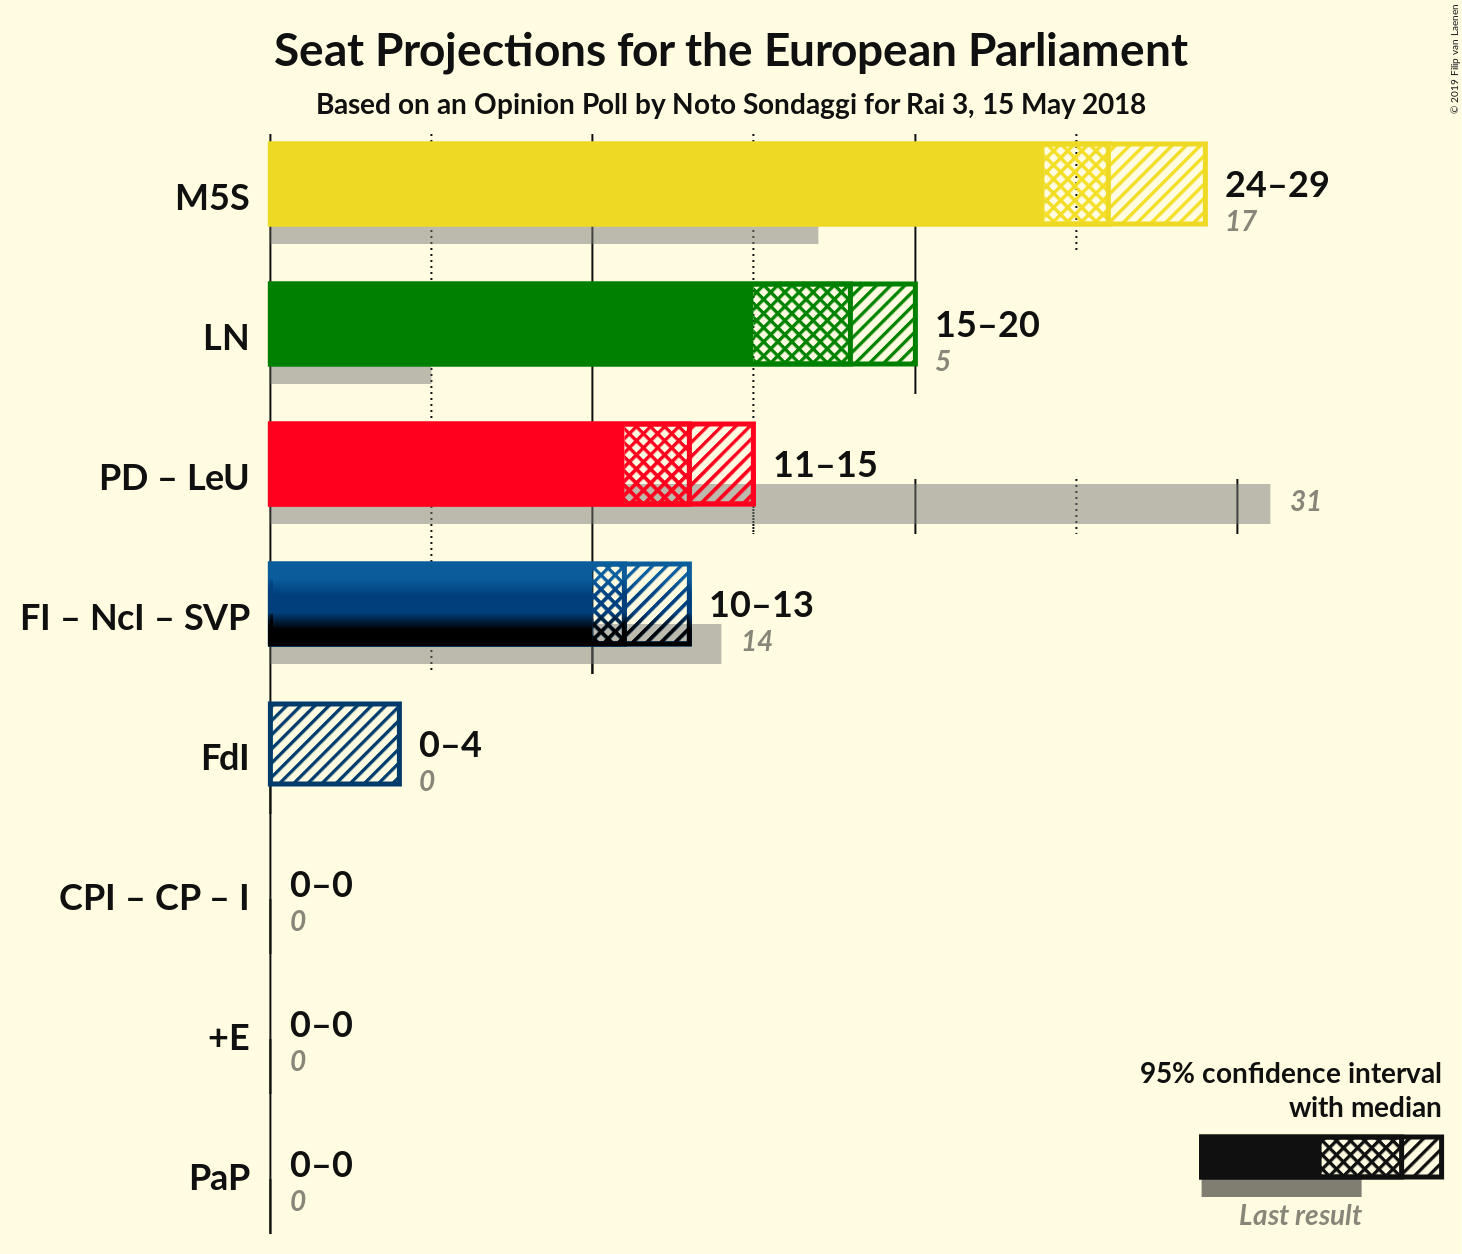 Seat Projections for the European Parliament
Based on an Opinion Poll by Noto Sondaggi for Rai 3, 15 May 2018
© 2019 Filip van Laenen
M5S
24–29
17
LN
15–20
5
PD – LeU
11–15
31
FI – NcI – SVP
10–13
14
FdI
0–4
0
CPI – CP – I
0–0
0
+E
0–0
0
PaP
0–0
0
95% confidence interval
with median
Last result